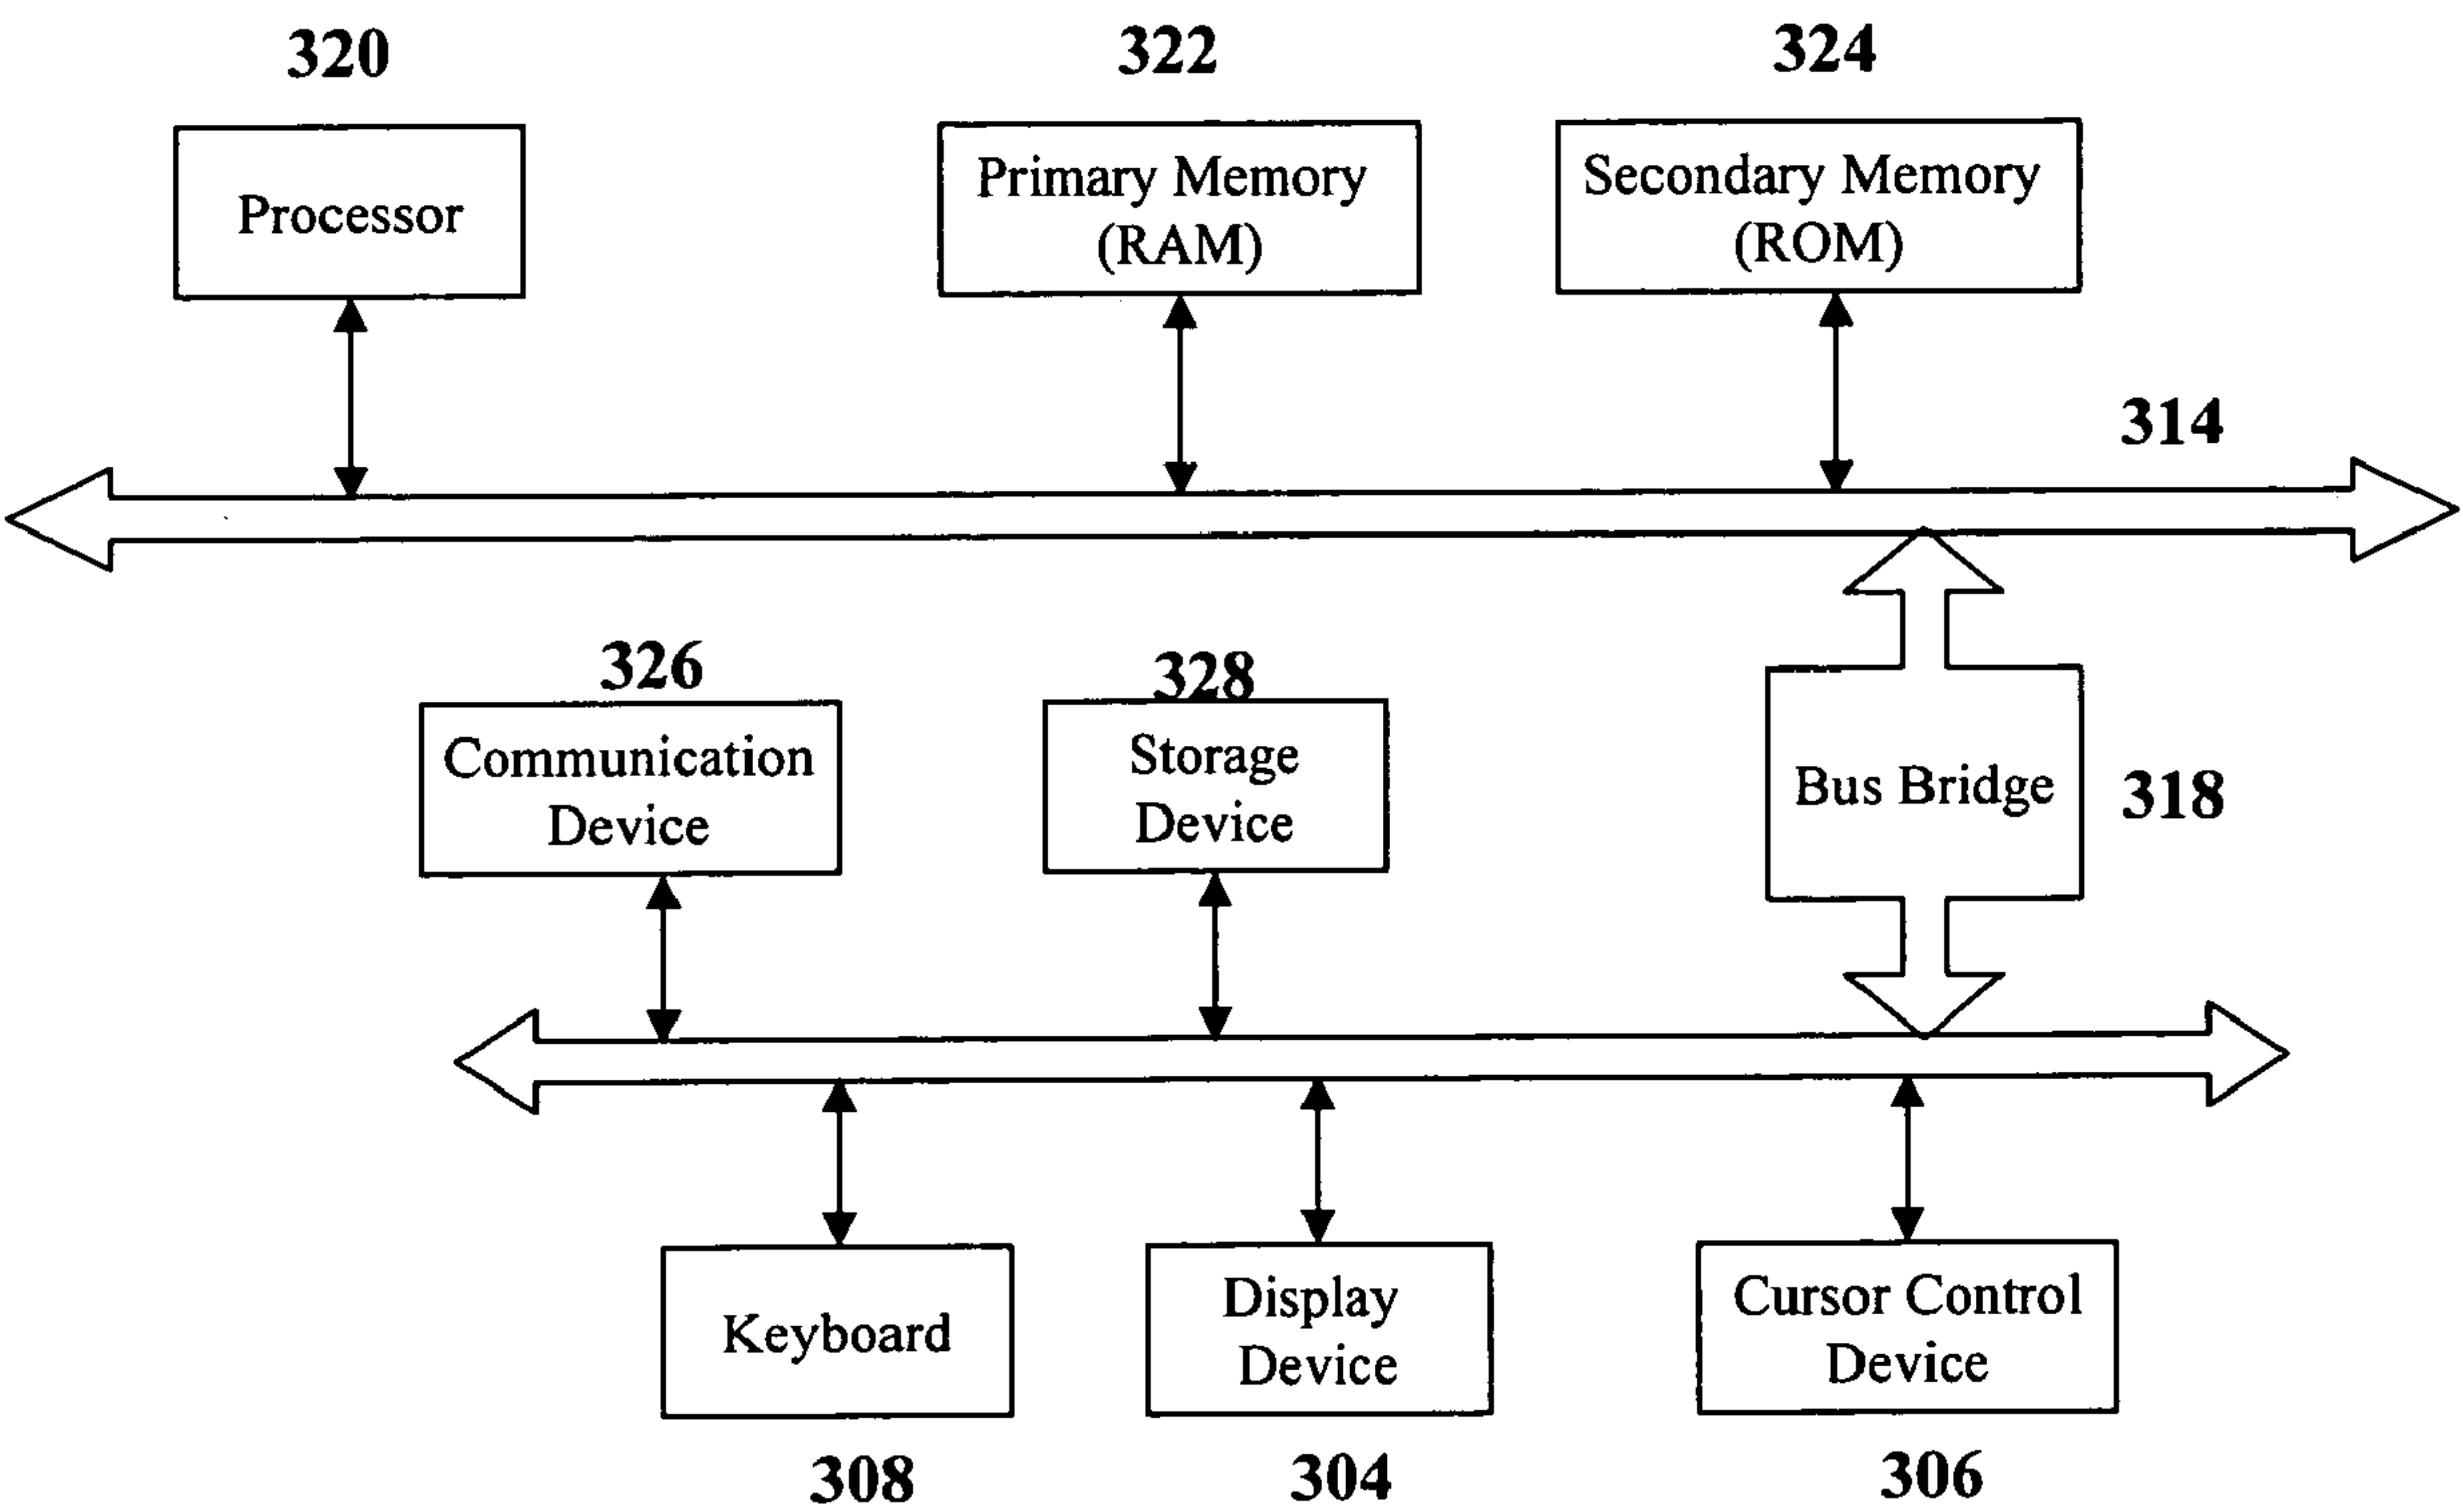 320
322
324
Processor
Primary Memory
(RAM)
Secondary Memory
(ROM)
314
326
328
Communication
Device
Storage
Device
Bus Bridge
318
Keyboard
Display
Device
Cursor Control
Device
308
304
306